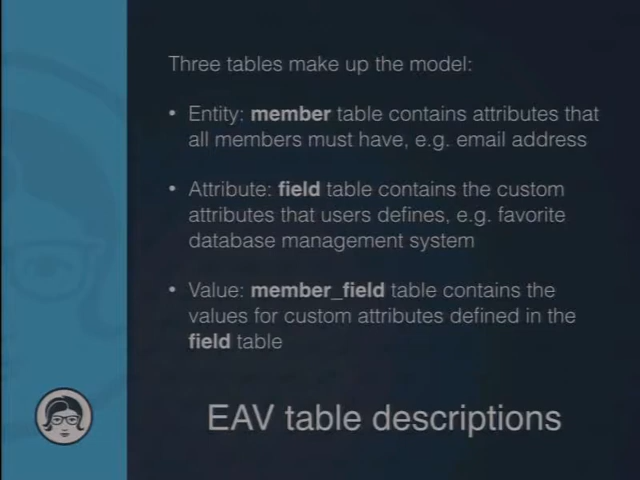 Three tables make up the model:
• Entity: member table contains attributes that
all members must have, e.g. email address
• Attribute: field table contains the custom
attributes that users defines, e.g. favorite
database management system
• Value: member_field table contains the
values for custom attributes defined in the
field table
EAV table descriptions